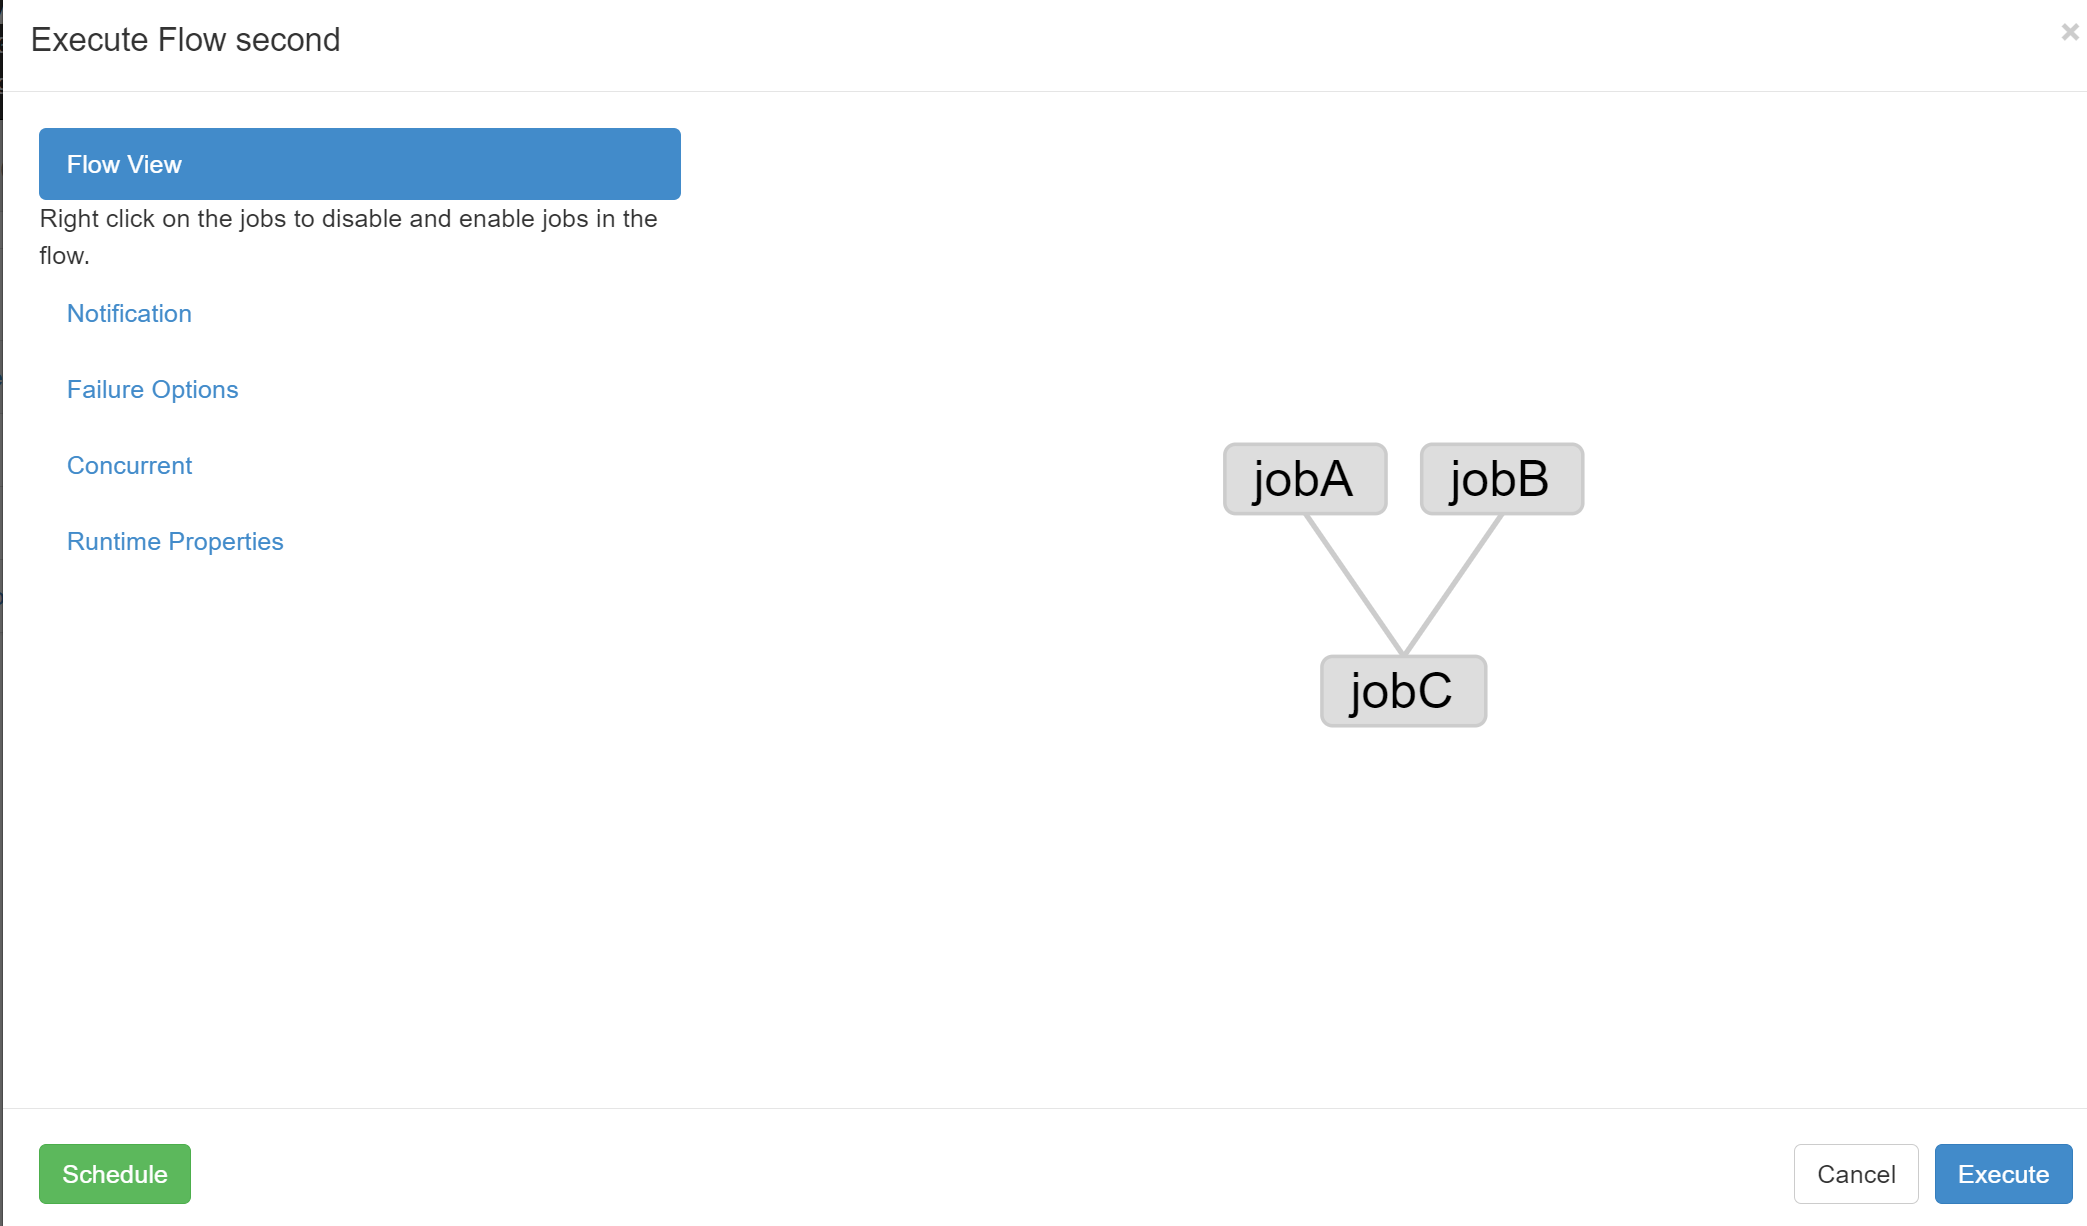 Execute Flow second
×
Flow View
Right click on the jobs to disable and enable jobs in the
flow.
Notification
Failure Options
Concurrent
Runtime Properties
jobA
jobB
jobC
Schedule
Cancel
Execute